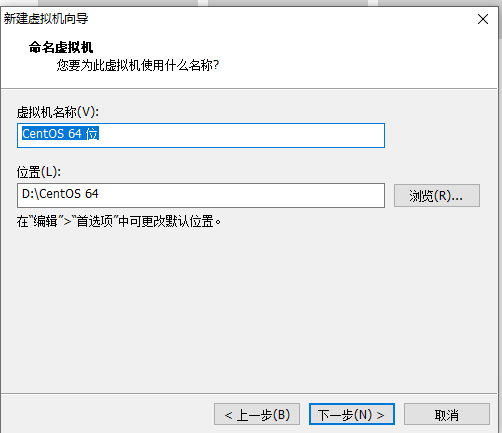 新建虚拟机向导
命名虚拟机
您要为此虚拟机使用什么名称?
虚拟机名称(V):
CentOS 64 位
位置(L):
D:\CentOS 64
浏览(R)...
在“编辑”>“首选项”中可更改默认位置。
< 上一步(B)
下一步(N) >
取消